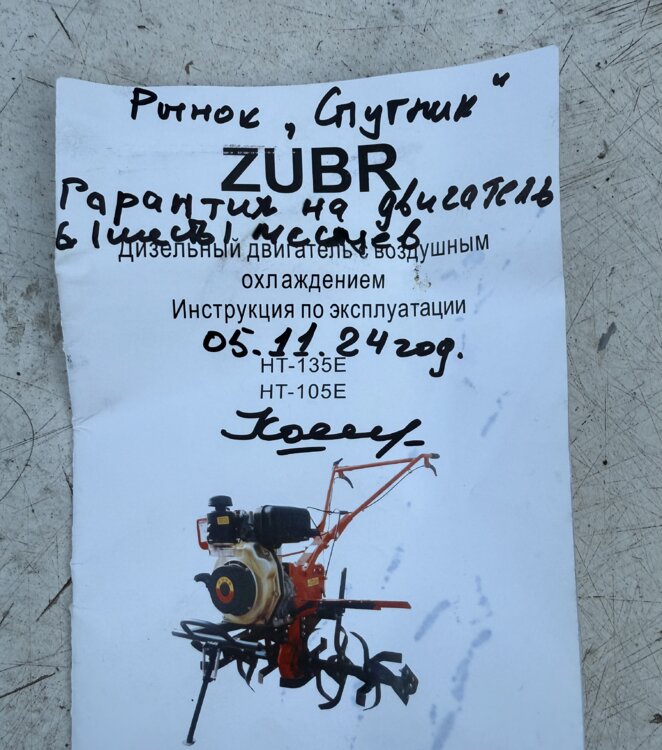 Рынок „Спутник“
ZUBR
Гарантия на двигатель
6 (шесть) месяцев
Дизельный двигатель с воздушным
охлаждением
Инструкция по эксплуатации
05.11.24 год.
HT-135E
HT-105E